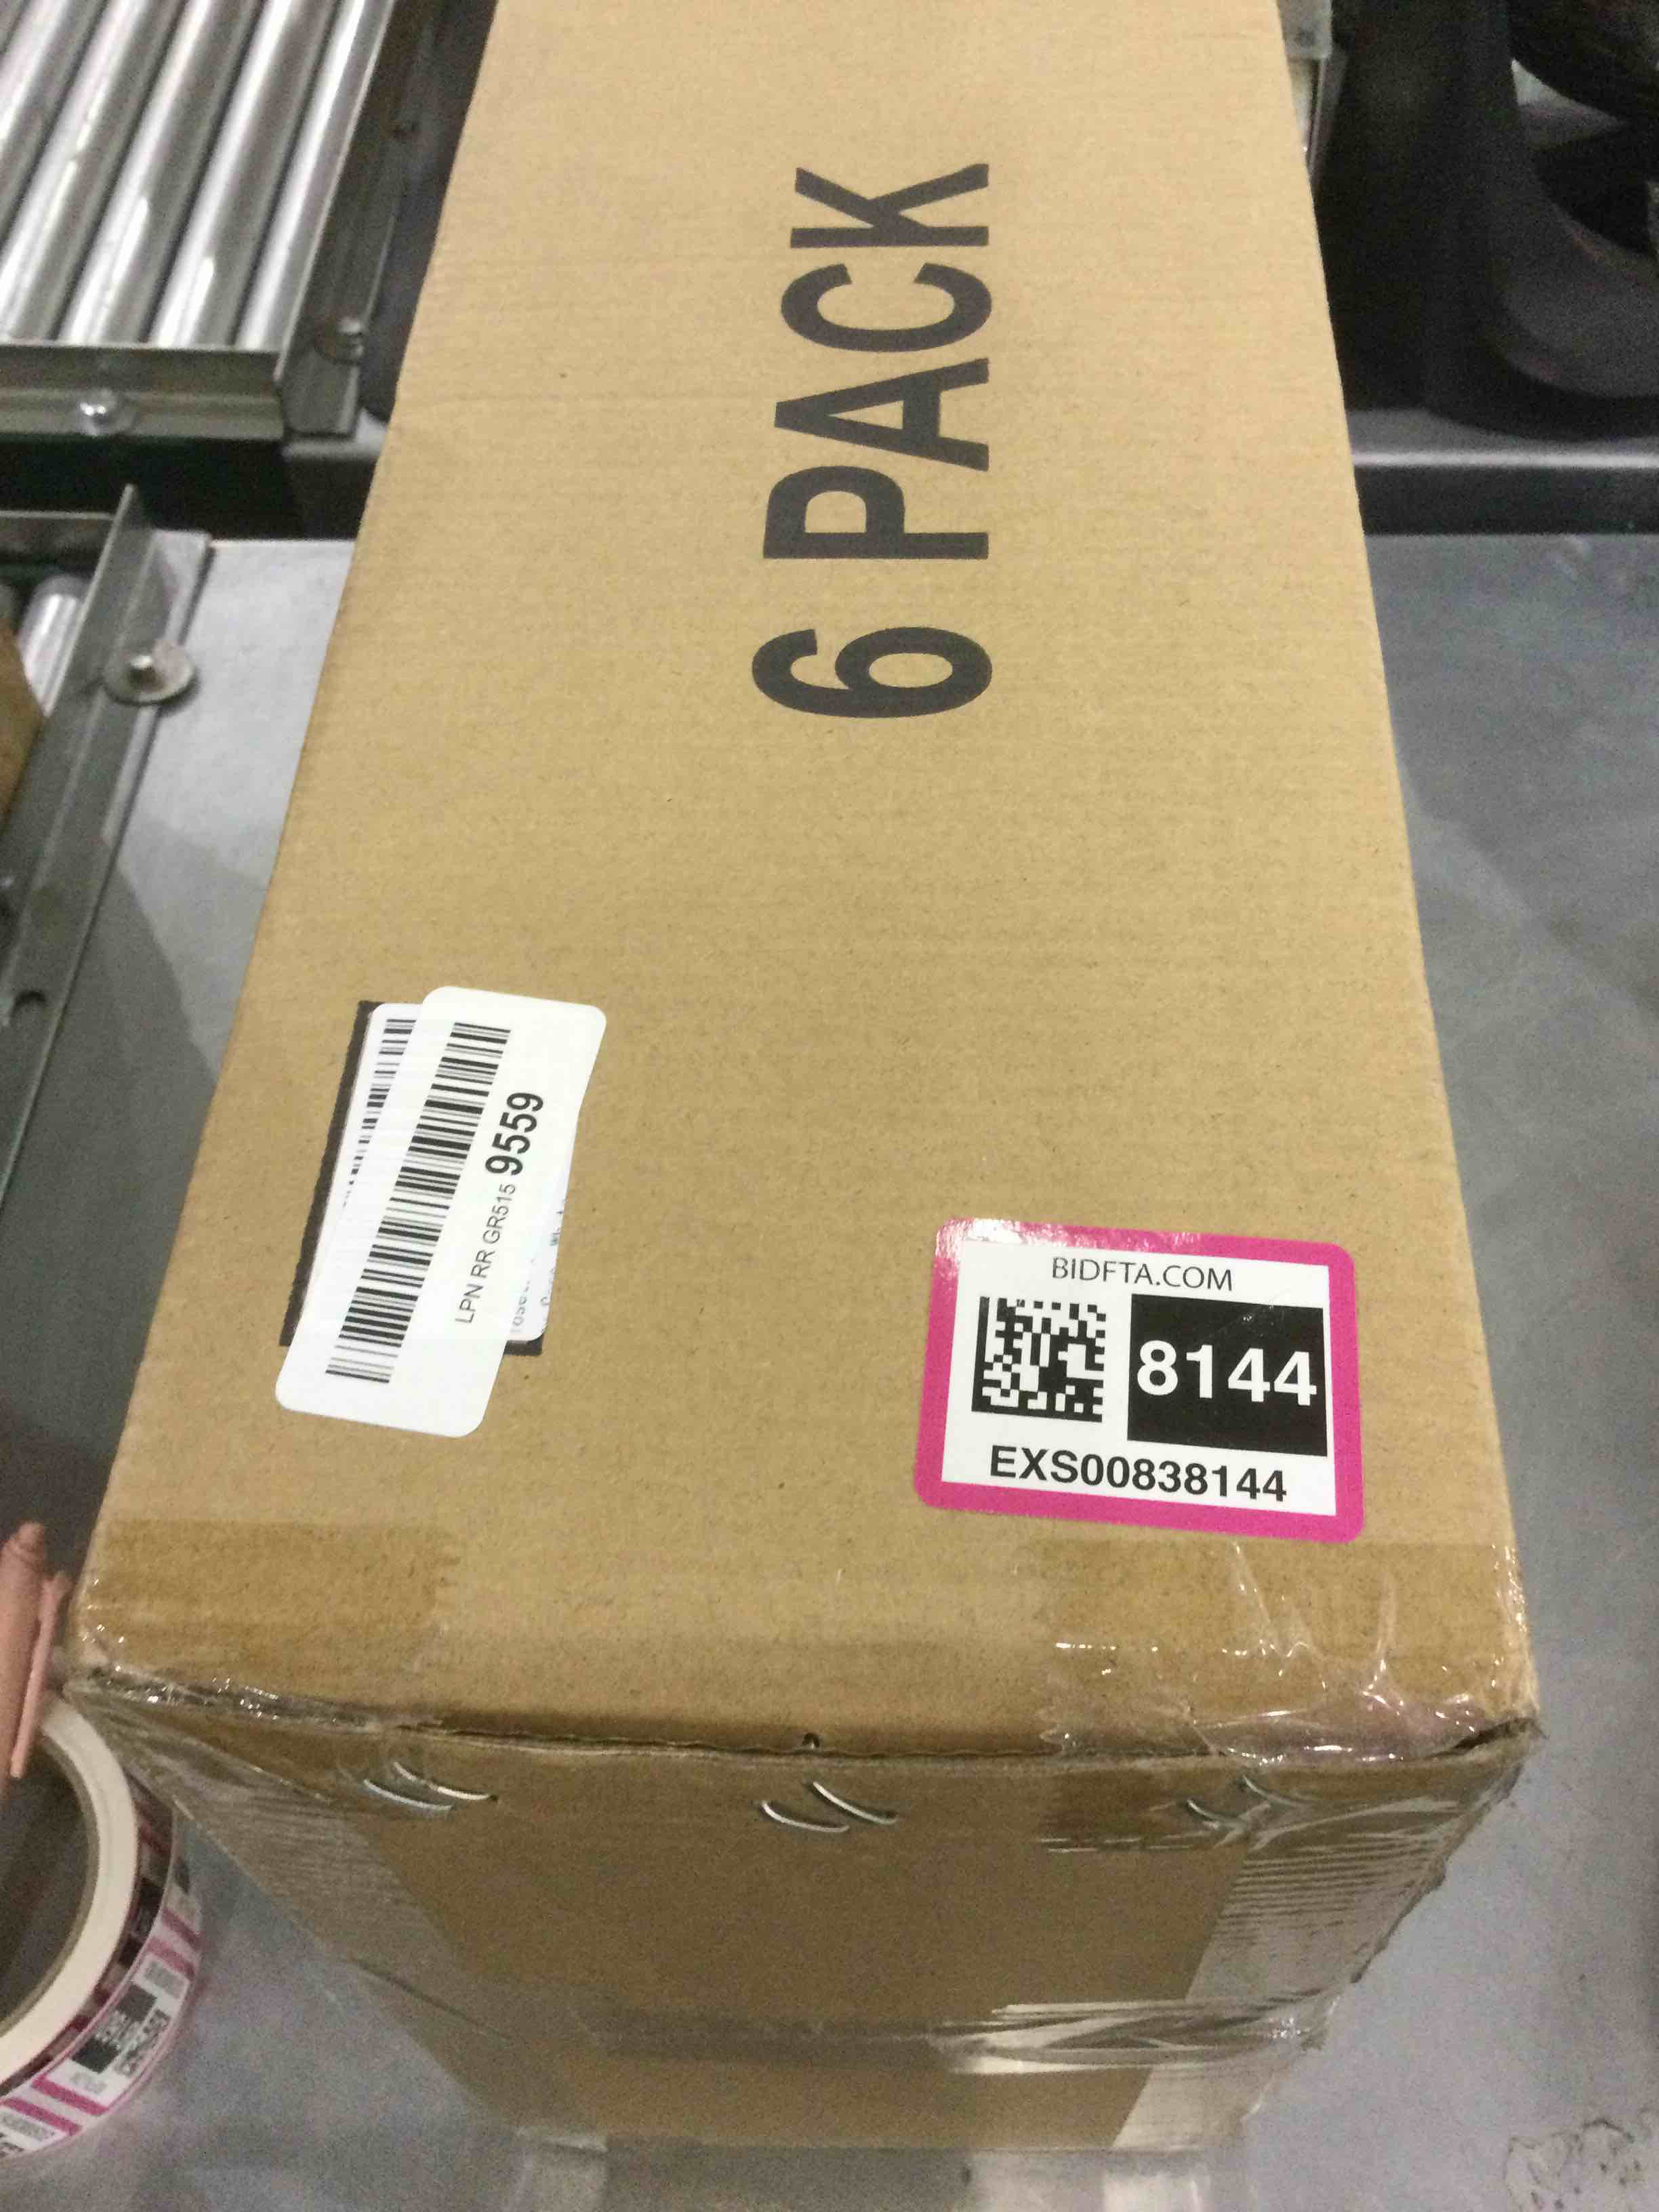 6 PACK
LPN RR GR515 9559
BIDFTA.COM
8144
EXS00838144